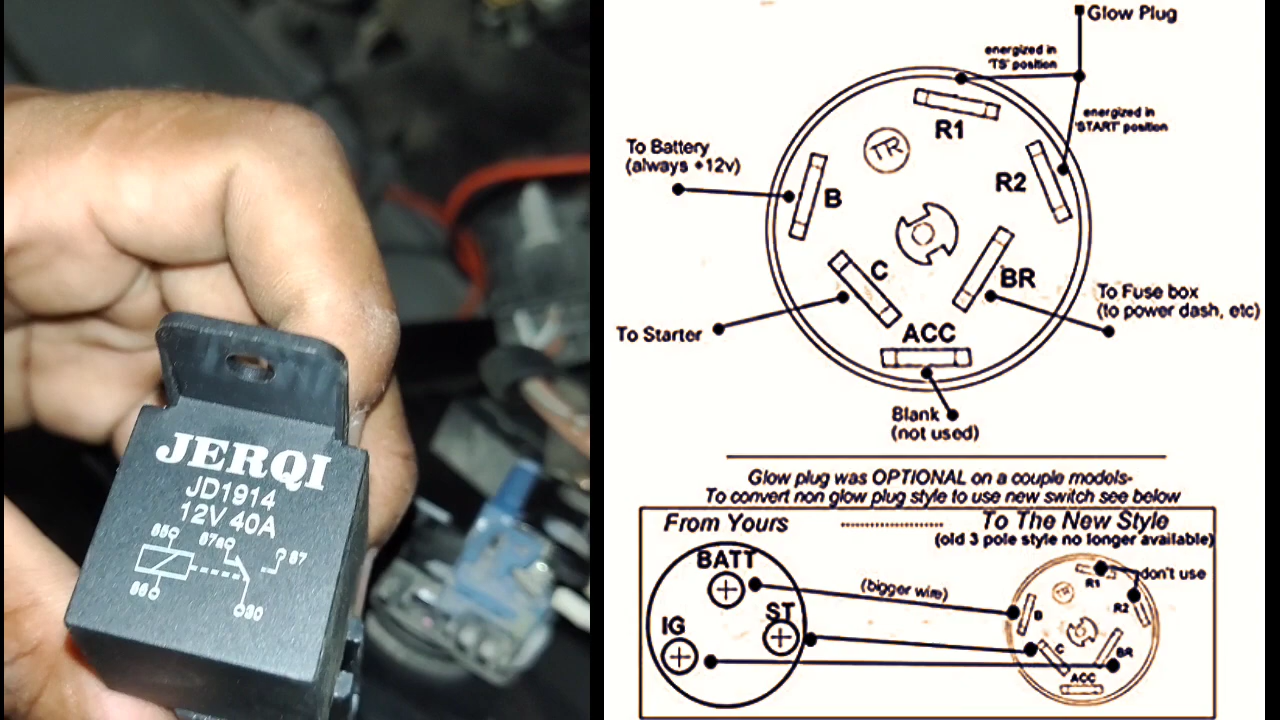 JERQI
JD1914
12V 40A
85
87a
87
86
30
Glow Plug
energized in
'TS' position
energized in
'START' position
R1
TR
To Battery
(always +12v)
R2
B
C
BR
To Fuse box
(to power dash, etc)
To Starter
ACC
Blank
(not used)
Glow plug was OPTIONAL on a couple models-
To convert non glow plug style to use new switch see below
From Yours ...................... To The New Style
(old 3 pole style no longer available)
BATT
(bigger wire)
ST
IG
R1
don't use
TR
R2
B
C
BR
ACC